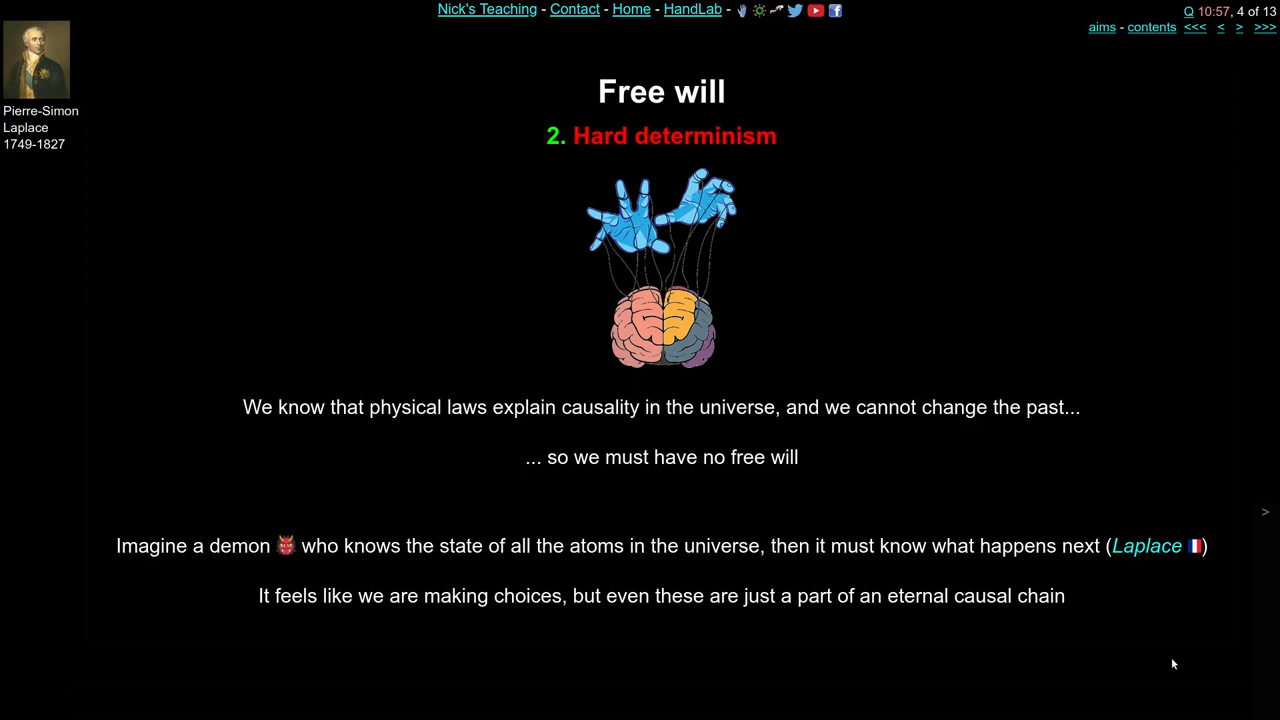 Nick's Teaching - Contact - Home - HandLab -
Q 10:57, 4 of 13
aims - contents <<< < > >>>
Pierre-Simon
Laplace
1749-1827
Free will
2. Hard determinism
We know that physical laws explain causality in the universe, and we cannot change the past...
... so we must have no free will
>
Imagine a demon 👹 who knows the state of all the atoms in the universe, then it must know what happens next (Laplace 🇫🇷)
It feels like we are making choices, but even these are just a part of an eternal causal chain